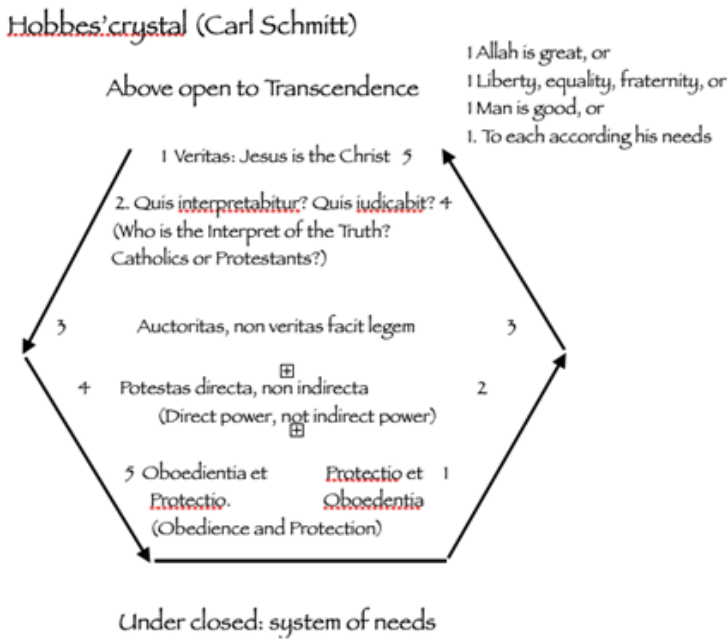 Hobbes'crystal (Carl Schmitt)
Above open to Transcendence
1 Allah is great, or
1 Liberty, equality, fraternity, or
1 Man is good, or
1. To each according his needs
1 Veritas: Jesus is the Christ 5
2. Quis interpretabitur? Quis iudicabit? 4
(Who is the Interpret of the Truth?
Catholics or Protestants?)
3 Auctoritas, non veritas facit legem 3
4 Potestas directa, non indirecta 2
(Direct power, not indirect power)
5 Oboedientia et Protectio et 1
Protectio. Oboedentia
(Obedience and Protection)
Under closed: system of needs